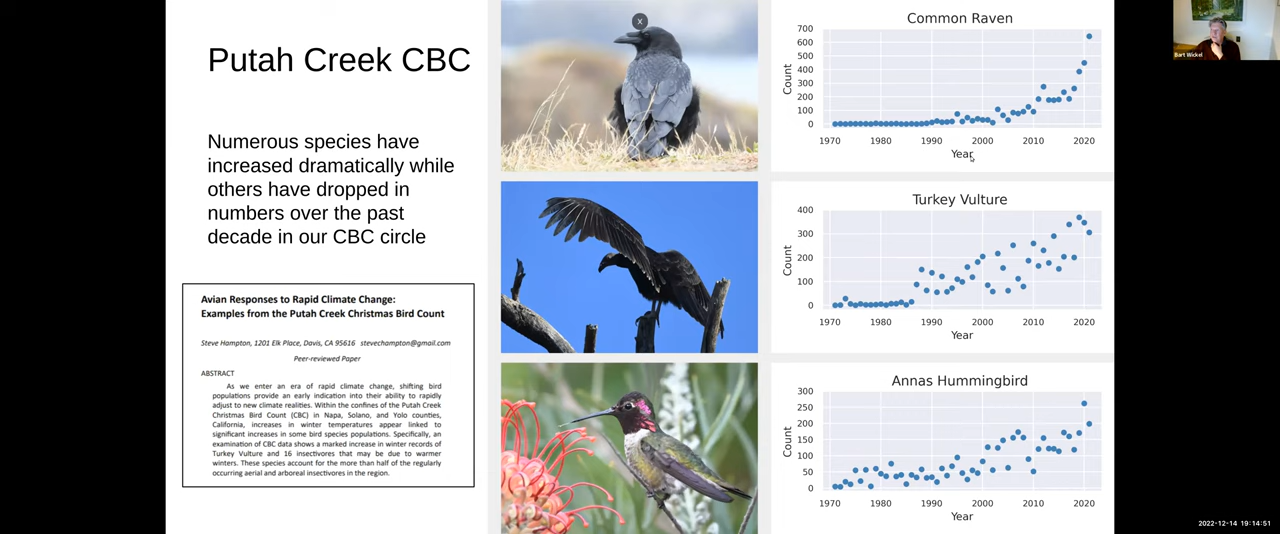 Putah Creek CBC
Numerous species have
increased dramatically while
others have dropped in
numbers over the past
decade in our CBC circle
Avian Responses to Rapid Climate Change:
Examples from the Putah Creek Christmas Bird Count
Steve Hampton, 1201 Elk Place, Davis, CA 95616 stevechampton@gmail.com
Peer-reviewed Paper
ABSTRACT
As we enter an era of rapid climate change, shifting bird
populations provide an early indication into their ability to rapidly
adjust to new climate realities. Within the confines of the Putah Creek
Christmas Bird Count (CBC) in Napa, Solano, and Yolo counties,
California, increases in winter temperatures appear linked to
significant increases in some bird species populations. Specifically, an
examination of CBC data shows a marked increase in winter records of
Turkey Vulture and 16 insectivores that may be due to warmer
winters. These species account for the more than half of the regularly
occurring aerial and arboreal insectivores in the region.
X
Common Raven
700
600
500
400
300
200
100
0
Count
1970 1980 1990 2000 2010 2020
Year
Turkey Vulture
400
300
200
100
0
Count
1970 1980 1990 2000 2010 2020
Year
Annas Hummingbird
300
250
200
150
100
50
0
Count
1970 1980 1990 2000 2010 2020
Year
Bart Wickel
2022-12-14 19:14:51